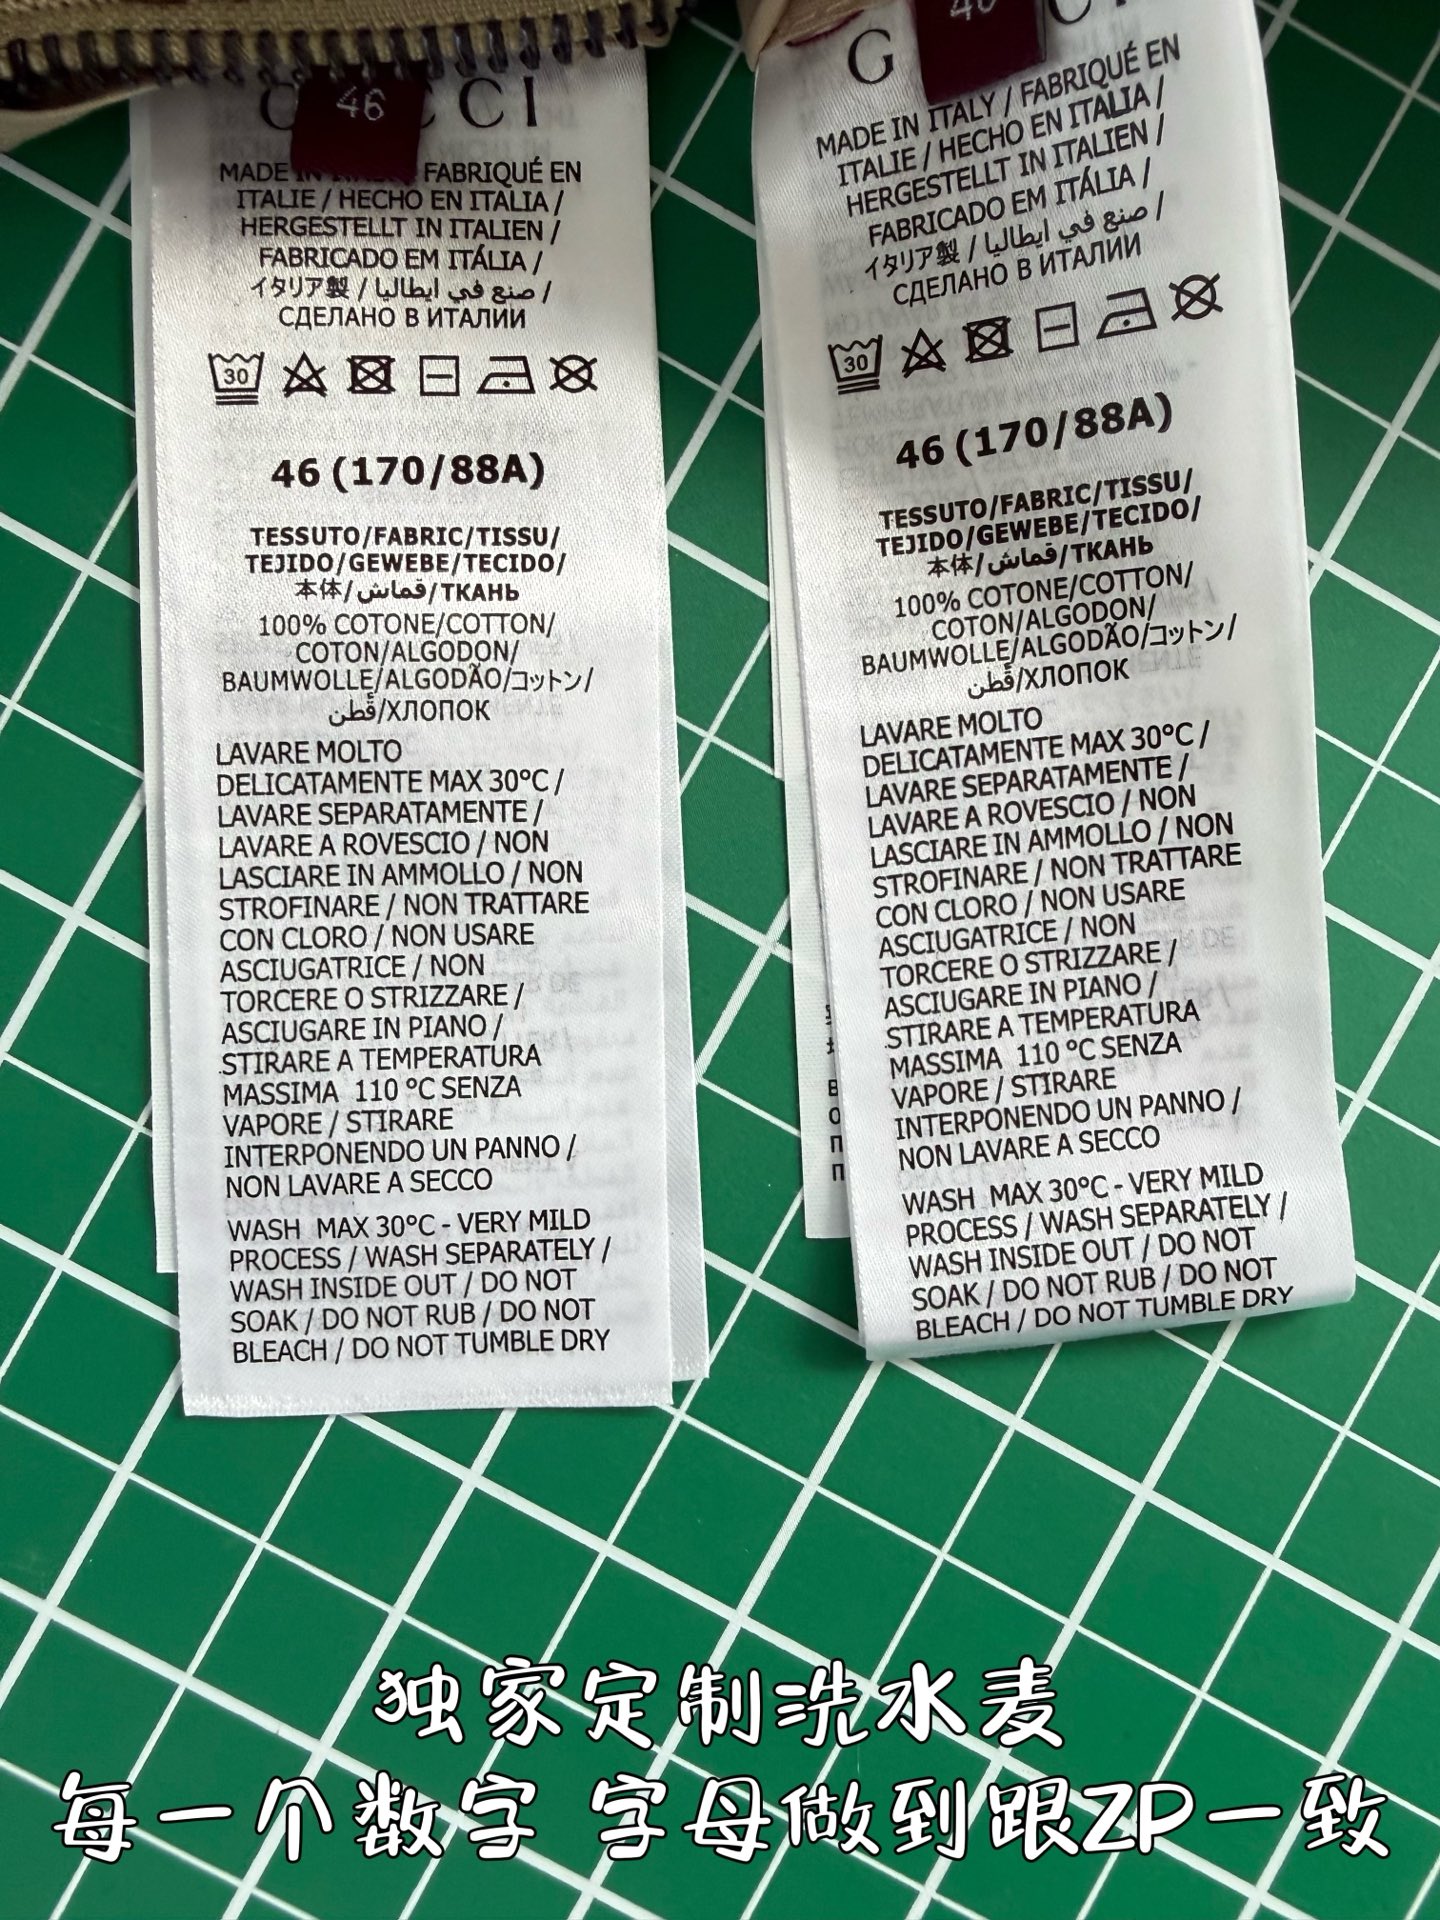 46
MADE IN FABRIQUÉ EN
ITALIE / HECHO EN ITALIA /
HERGESTELLT IN ITALIEN /
FABRICADO EM ITÁLIA /
イタリア製 / صنع في ايطاليا /
СДЕЛАНО В ИТАЛИИ
30
46 (170/88A)
TESSUTO/FABRIC/TISSU/
TEJIDO/GEWEBE/TECIDO/
本体/قماش/ТКАНЬ
100% COTONE/COTTON/
COTON/ALGODON/
BAUMWOLLE/ALGODÃO/コットン/
قُطن/ХЛОПОК
LAVARE MOLTO
DELICATAMENTE MAX 30°C /
LAVARE SEPARATAMENTE /
LAVARE A ROVESCIO / NON
LASCIARE IN AMMOLLO / NON
STROFINARE / NON TRATTARE
CON CLORO / NON USARE
ASCIUGATRICE / NON
TORCERE O STRIZZARE /
ASCIUGARE IN PIANO /
STIRARE A TEMPERATURA
MASSIMA 110 °C SENZA
VAPORE / STIRARE
INTERPONENDO UN PANNO /
NON LAVARE A SECCO
WASH MAX 30°C - VERY MILD
PROCESS / WASH SEPARATELY /
WASH INSIDE OUT / DO NOT
SOAK / DO NOT RUB / DO NOT
BLEACH / DO NOT TUMBLE DRY
MADE IN ITALY / FABRIQUÉ EN
ITALIE / HECHO EN ITALIA /
HERGESTELLT IN ITALIEN /
FABRICADO EM ITÁLIA /
イタリア製 / صنع في ايطاليا /
СДЕЛАНО В ИТАЛИИ
30
46 (170/88A)
TESSUTO/FABRIC/TISSU/
TEJIDO/GEWEBE/TECIDO/
本体/قماش/ТКАНЬ
100% COTONE/COTTON/
COTON/ALGODON/
BAUMWOLLE/ALGODÃO/コットン/
قُطن/ХЛОПОК
LAVARE MOLTO
DELICATAMENTE MAX 30°C /
LAVARE SEPARATAMENTE /
LAVARE A ROVESCIO / NON
LASCIARE IN AMMOLLO / NON
STROFINARE / NON TRATTARE
CON CLORO / NON USARE
ASCIUGATRICE / NON
TORCERE O STRIZZARE /
ASCIUGARE IN PIANO /
STIRARE A TEMPERATURA
MASSIMA 110 °C SENZA
VAPORE / STIRARE
INTERPONENDO UN PANNO /
NON LAVARE A SECCO
WASH MAX 30°C - VERY MILD
PROCESS / WASH SEPARATELY /
WASH INSIDE OUT / DO NOT
SOAK / DO NOT RUB / DO NOT
BLEACH / DO NOT TUMBLE DRY
独家定制洗水麦
每一个数字 字母做到跟ZP一致